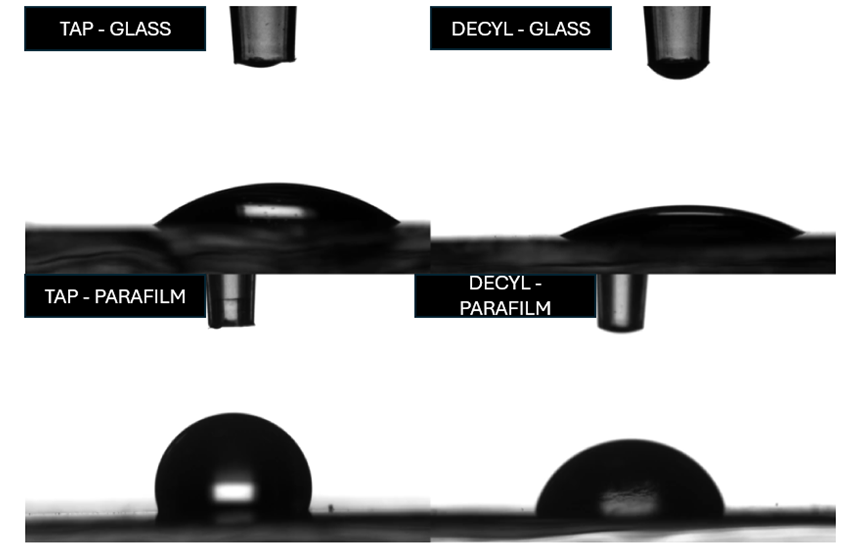 TAP - GLASS
DECYL - GLASS
TAP - PARAFILM
DECYL -
PARAFILM